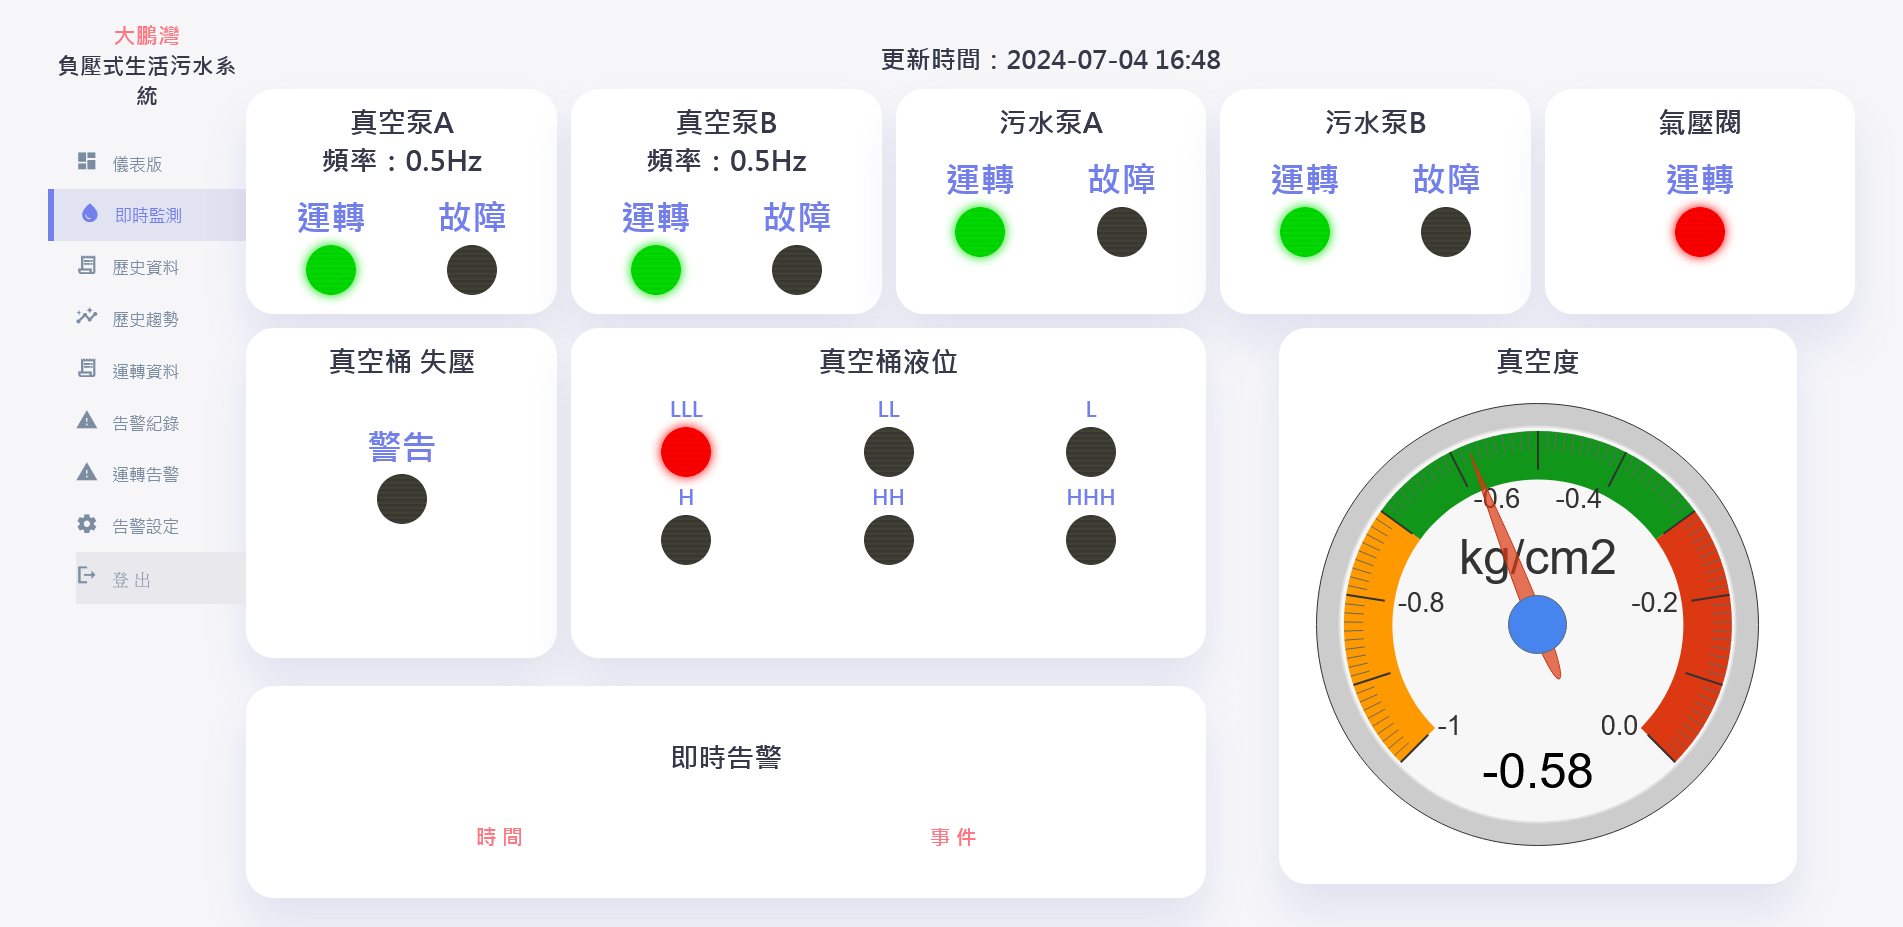 大鵬灣
負壓式生活污水系
統
儀表版
即時監測
歷史資料
歷史趨勢
運轉資料
告警紀錄
運轉告警
告警設定
登 出
更新時間：2024-07-04 16:48
真空泵A
頻率：0.5Hz
運轉 故障
真空泵B
頻率：0.5Hz
運轉 故障
污水泵A
運轉 故障
污水泵B
運轉 故障
氣壓閥
運轉
真空桶 失壓
警告
真空桶液位
LLL LL L
H HH HHH
真空度
-0.6 -0.4
kg/cm2
-0.8 -0.2
-1 0.0
-0.58
即時告警
時 間 事 件